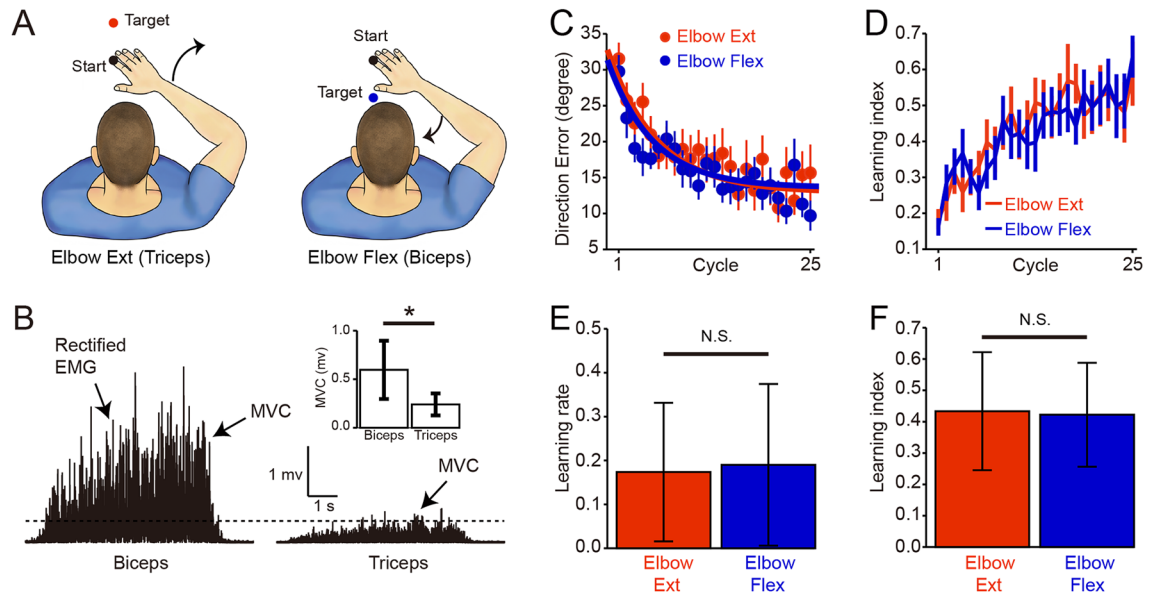 A
Target
Start
Elbow Ext (Triceps)
Start
Target
Elbow Flex (Biceps)
B
Rectified
EMG
MVC
Biceps
1 mv
1 s
MVC
Triceps
*
MVC (mv)
1.0
0.5
0.0
Biceps
Triceps
C
Direction Error (degree)
35
30
25
20
15
10
5
1
Cycle
25
Elbow Ext
Elbow Flex
D
Learning index
0.7
0.6
0.5
0.4
0.3
0.2
0.1
1
Cycle
25
Elbow Ext
Elbow Flex
E
Learning rate
0.5
0.4
0.3
0.2
0.1
0.0
N.S.
Elbow
Ext
Elbow
Flex
F
Learning index
0.7
0.6
0.5
0.4
0.3
0.2
0.1
0.0
N.S.
Elbow
Ext
Elbow
Flex